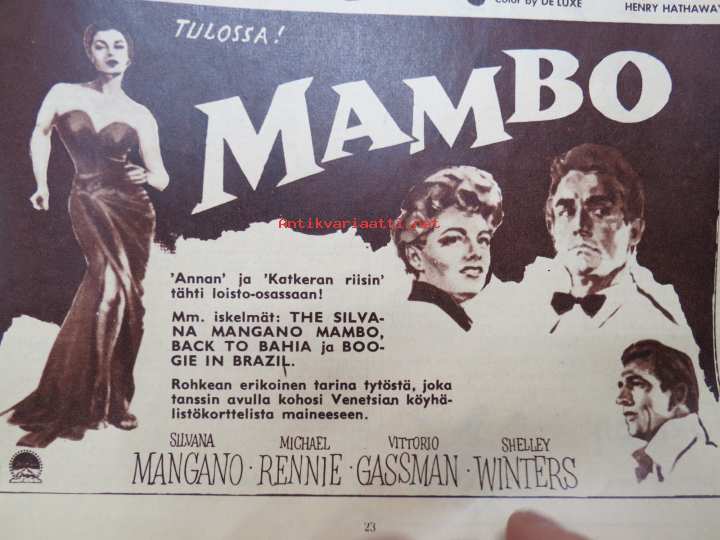 Color by DE LUXE
HENRY HATHAWAY
TULOSSA!
MAMBO
Antikvariaatti.net
'Annan' ja 'Katkeran riisin'
tähti loisto-osassaan!
Mm. iskelmät: THE SILVA-
NA MANGANO MAMBO,
BACK TO BAHIA ja BOO-
GIE IN BRAZIL.
Rohkean erikoinen tarina tytöstä, joka
tanssin avulla kohosi Venetsian köyhä-
listökorttelista maineeseen.
SILVANA MICHAEL VITTORIO SHELLEY
MANGANO · RENNIE · GASSMAN · WINTERS
23